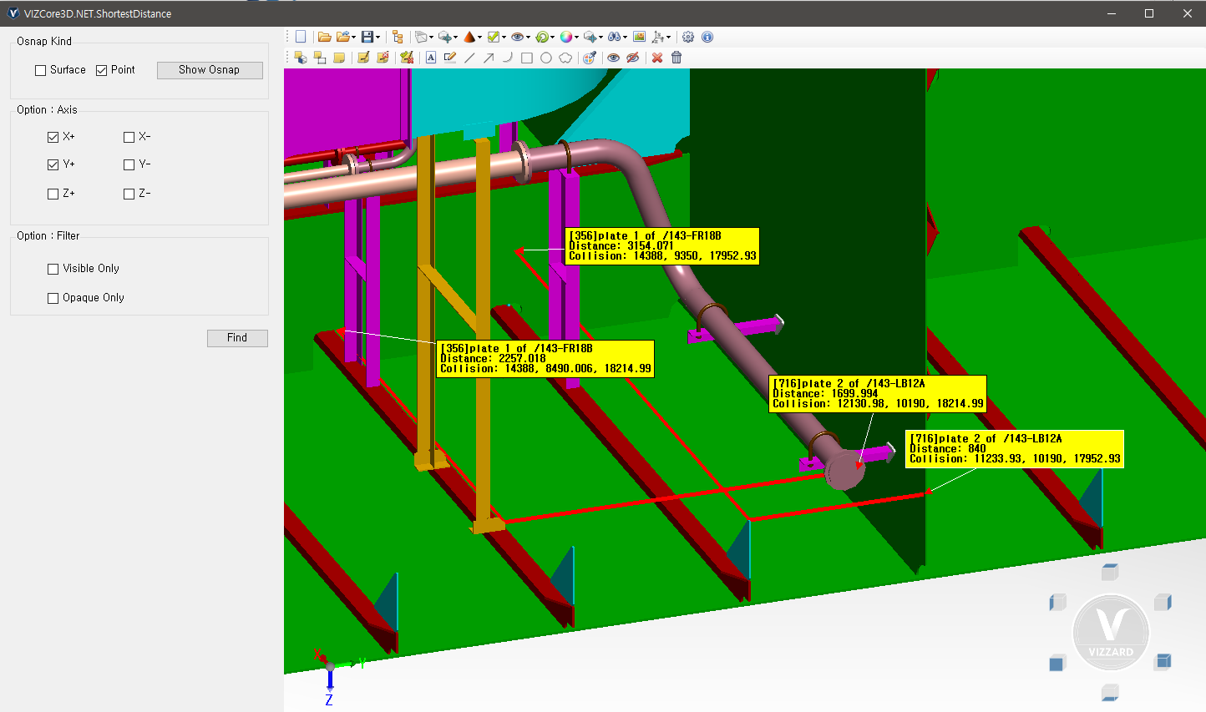 VIZCore3D.NET.ShortestDistance
Osnap Kind
Surface
Point
Show Osnap
Option : Axis
X+
X-
Y+
Y-
Z+
Z-
Option : Filter
Visible Only
Opaque Only
Find
[356]plate 1 of /143-FR18B
Distance: 3154.071
Collision: 14388, 9350, 17952.93
[356]plate 1 of /143-FR18B
Distance: 2257.018
Collision: 14388, 8490.006, 18214.99
[716]plate 2 of /143-LB12A
Distance: 1699.994
Collision: 12130.98, 10190, 18214.99
[716]plate 2 of /143-LB12A
Distance: 840
Collision: 11233.93, 10190, 17952.93
X
Y
Z
VIZZARD